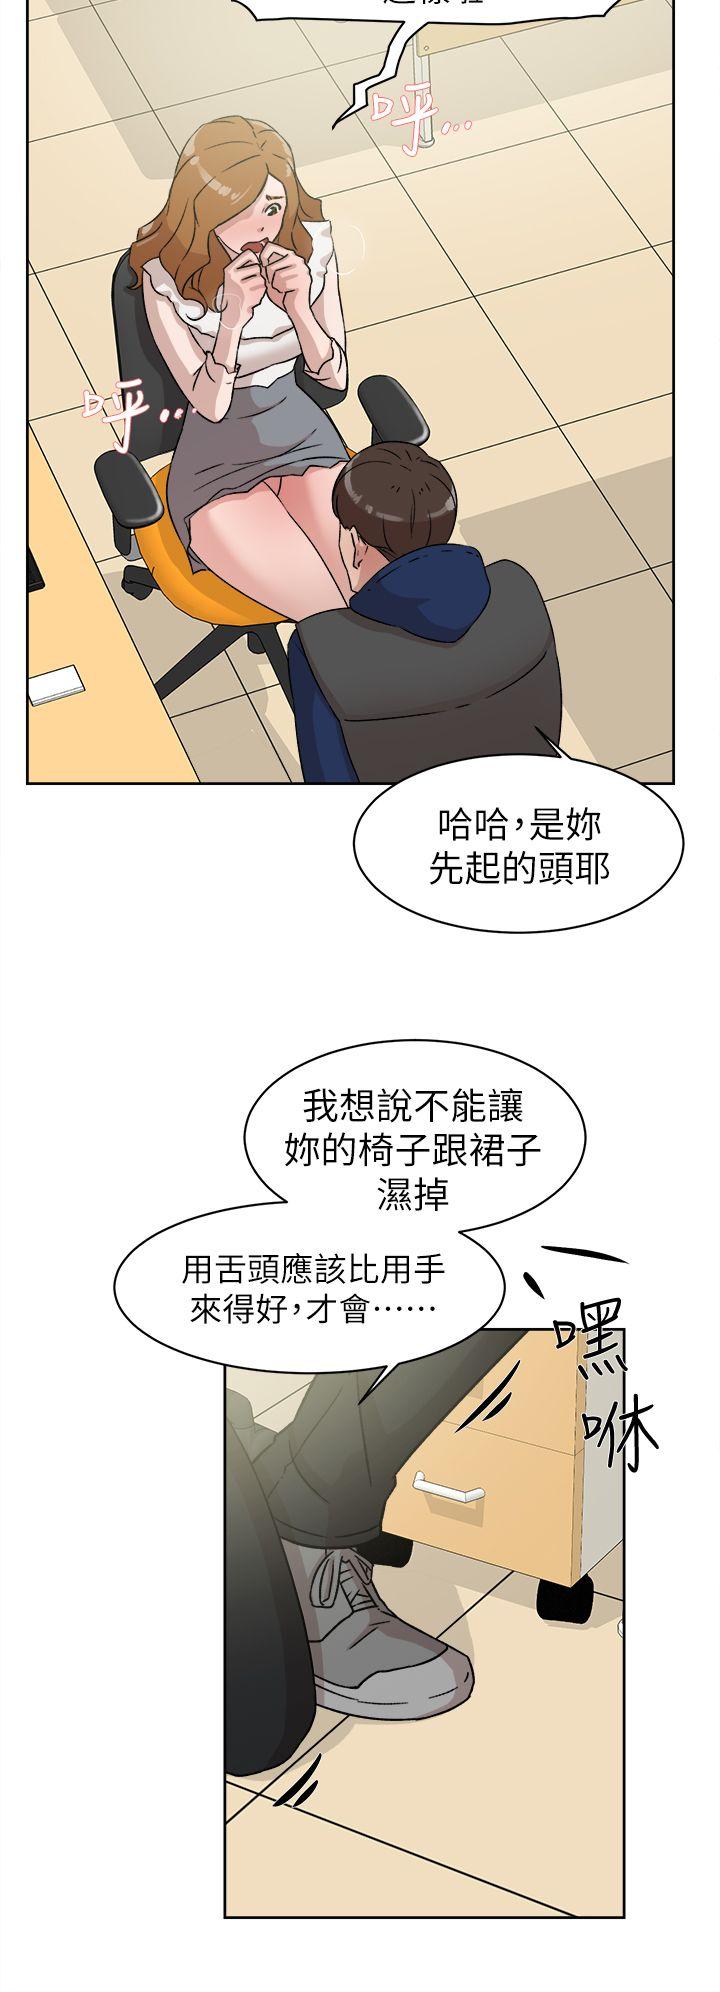 呼…
呼…
哈哈，是妳
先起的頭耶
我想說不能讓
妳的椅子跟裙子
濕掉
用舌頭應該比用手
來得好，才會……
嘿
咻